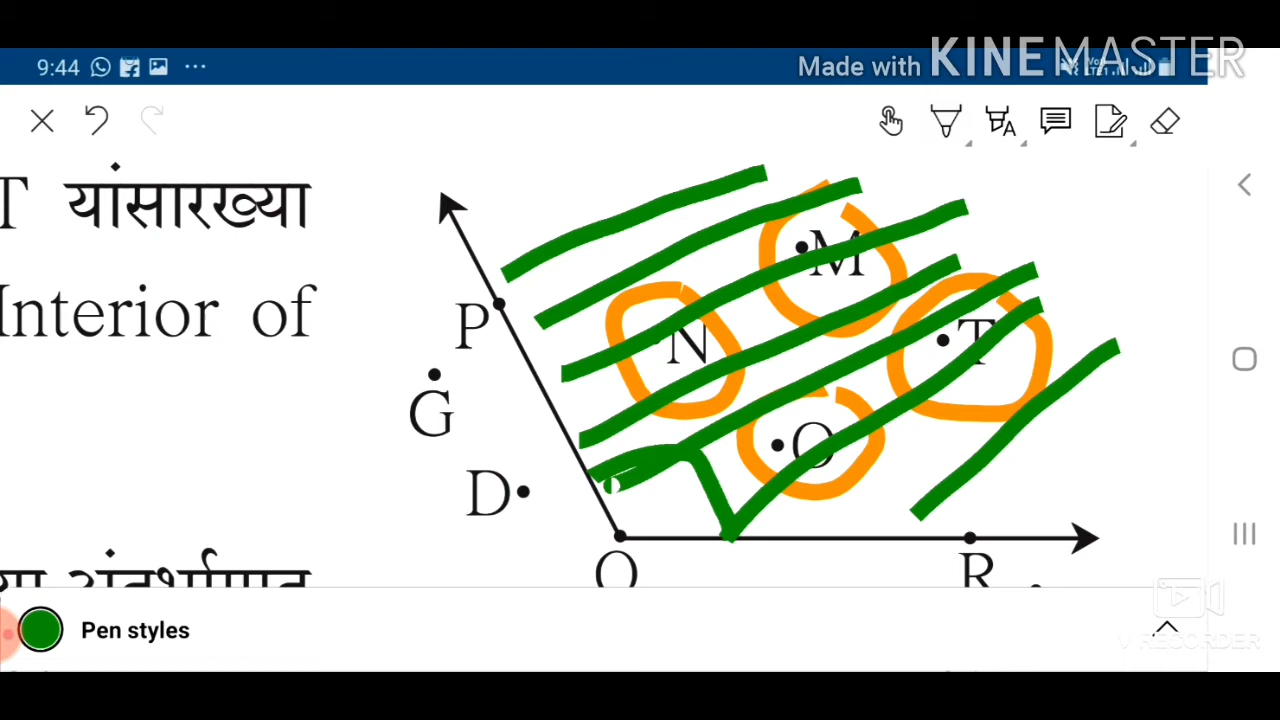 Made with KINEMASTER
9:44
T यांसारख्या
Interior of
P
M
N
T
G
O
D
R
Pen styles